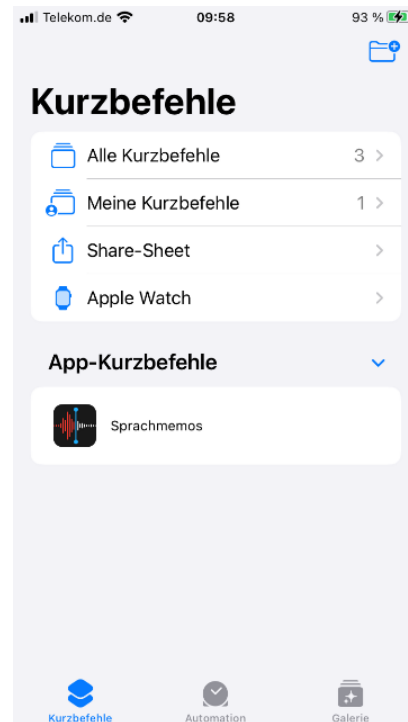 Telekom.de 09:58 93 %
Kurzbefehle
Alle Kurzbefehle 3
Meine Kurzbefehle 1
Share-Sheet
Apple Watch
App-Kurzbefehle
Sprachmemos
Kurzbefehle Automation Galerie